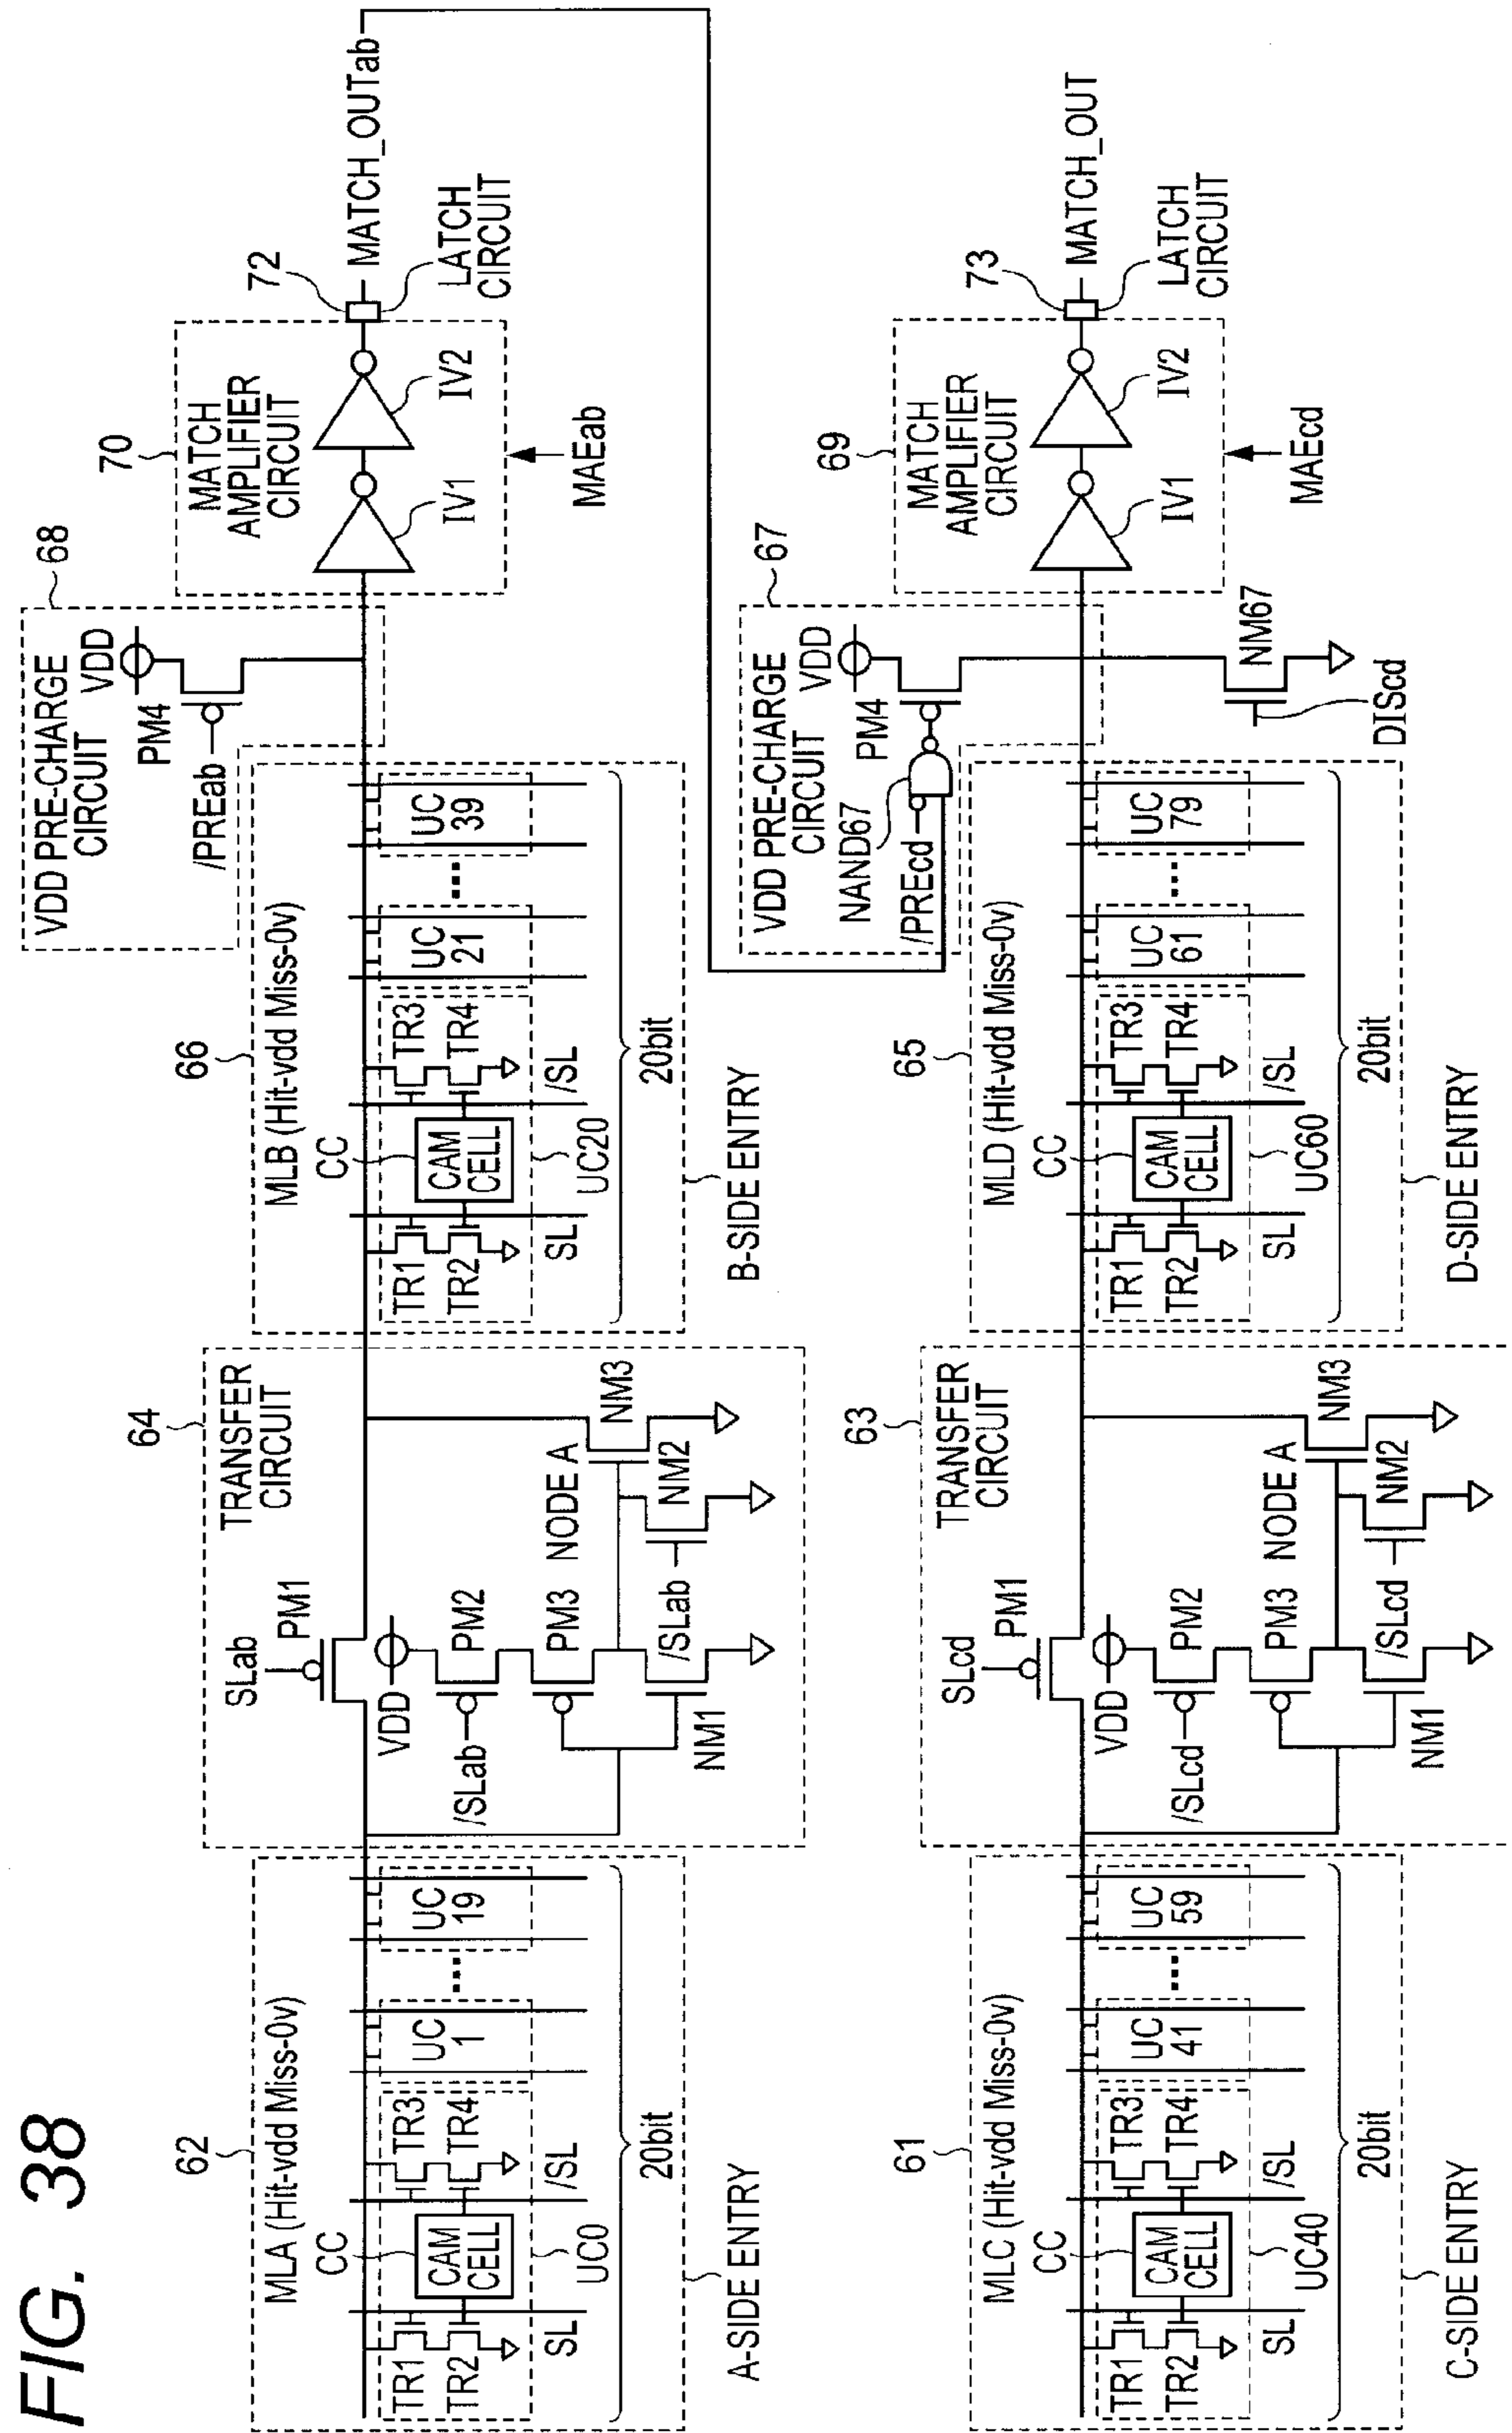 FIG. 38
62
MLA (Hit-vdd Miss-0v)
CC
TR1
TR2
CAM
CELL
TR3
TR4
UC
1
...
UC
19
SL
/SL
UC0
20bit
A-SIDE ENTRY
64
TRANSFER
CIRCUIT
SLab
PM1
VDD
PM2
/SLab
PM3
NODE A
NM1
/SLab
NM2
NM3
66
MLB (Hit-vdd Miss-0v)
CC
TR1
TR2
CAM
CELL
TR3
TR4
UC
21
...
UC
39
SL
/SL
UC20
20bit
B-SIDE ENTRY
68
VDD PRE-CHARGE
CIRCUIT
VDD
PM4
/PREab
70
MATCH
AMPLIFIER
CIRCUIT
IV1
IV2
MAEab
72
MATCH_OUTab
LATCH
CIRCUIT
61
MLC (Hit-vdd Miss-0v)
CC
TR1
TR2
CAM
CELL
TR3
TR4
UC
41
...
UC
59
SL
/SL
UC40
20bit
C-SIDE ENTRY
63
TRANSFER
CIRCUIT
SLcd
PM1
VDD
PM2
/SLcd
PM3
NODE A
NM1
/SLcd
NM2
NM3
65
MLD (Hit-vdd Miss-0v)
CC
TR1
TR2
CAM
CELL
TR3
TR4
UC
61
...
UC
79
SL
/SL
UC60
20bit
D-SIDE ENTRY
67
VDD PRE-CHARGE
CIRCUIT
VDD
PM4
NAND67
/PREcd
NM67
DIScd
69
MATCH
AMPLIFIER
CIRCUIT
IV1
IV2
MAEcd
73
MATCH_OUT
LATCH
CIRCUIT